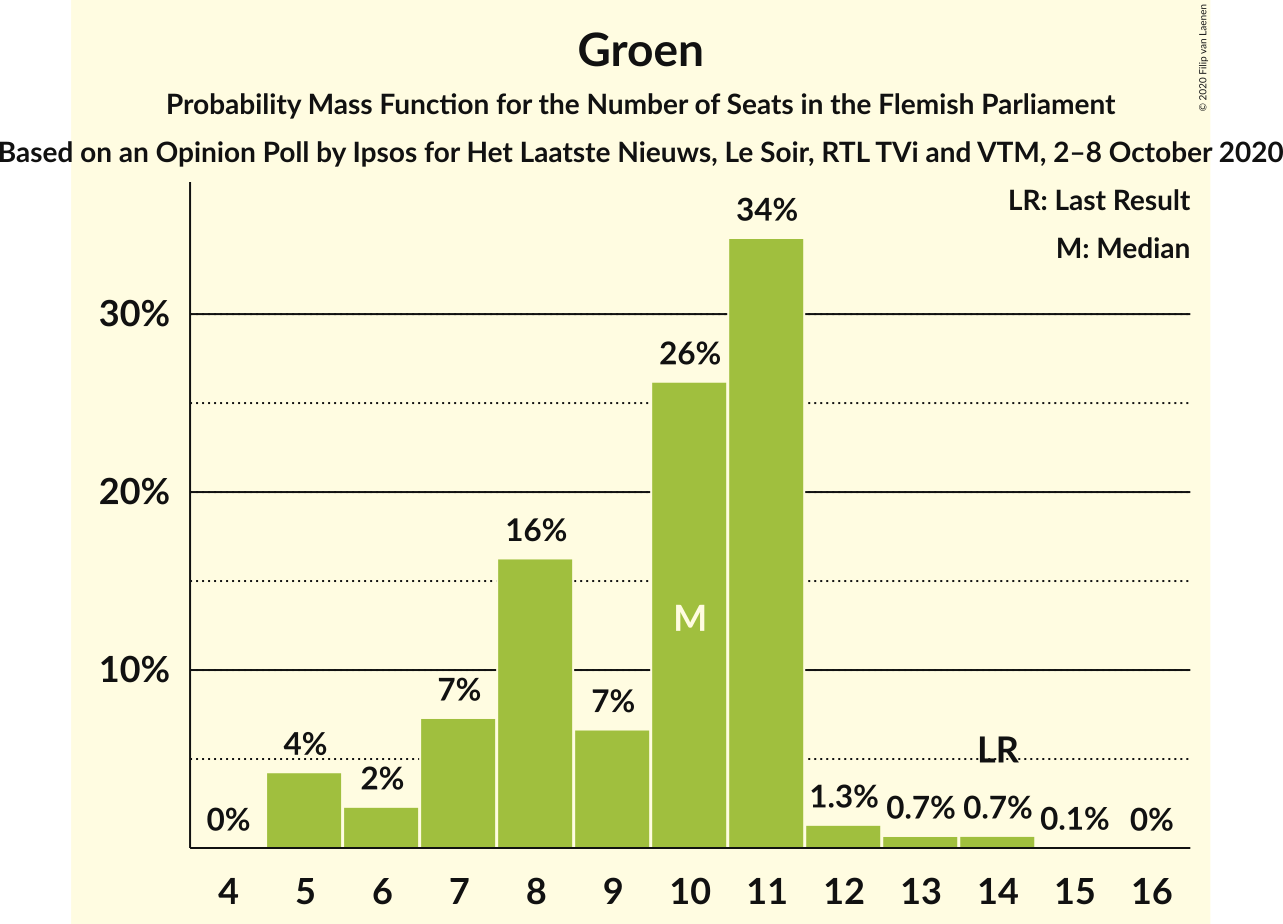 Groen
Probability Mass Function for the Number of Seats in the Flemish Parliament
Based on an Opinion Poll by Ipsos for Het Laatste Nieuws, Le Soir, RTL TVi and VTM, 2–8 October 2020
© 2020 Filip van Laenen
LR: Last Result
M: Median
30%
20%
10%
0%
4%
2%
7%
16%
7%
26%
34%
1.3%
0.7%
0.7%
0.1%
0%
M
LR
4 5 6 7 8 9 10 11 12 13 14 15 16